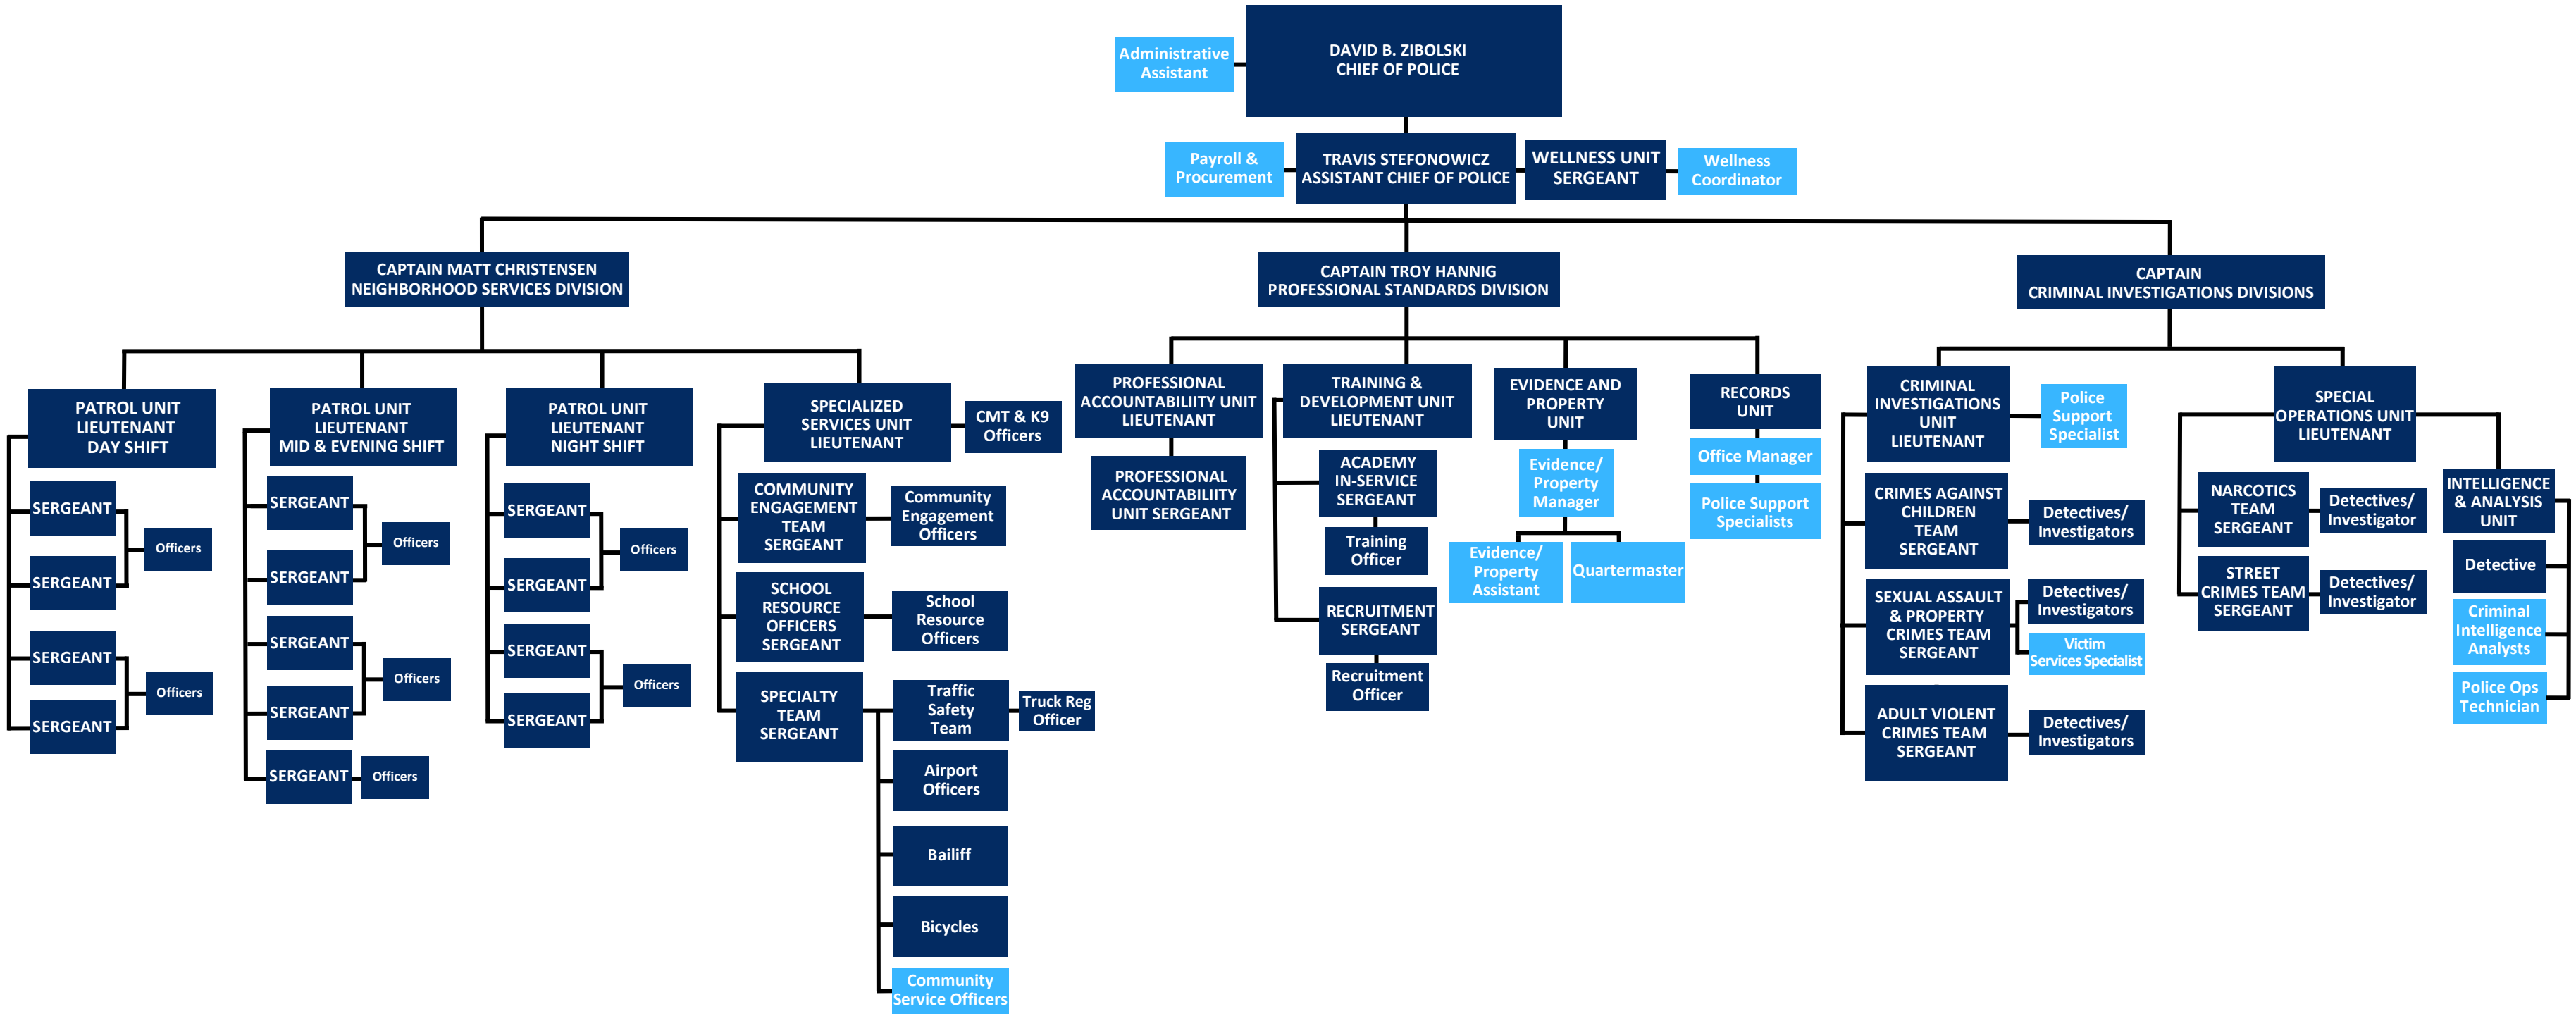 DAVID B. ZIBOLSKI
CHIEF OF POLICE
Administrative
Assistant
Payroll &
Procurement
TRAVIS STEFONOWICZ
ASSISTANT CHIEF OF POLICE
WELLNESS UNIT
SERGEANT
Wellness
Coordinator
CAPTAIN MATT CHRISTENSEN
NEIGHBORHOOD SERVICES DIVISION
CAPTAIN TROY HANNIG
PROFESSIONAL STANDARDS DIVISION
CAPTAIN
CRIMINAL INVESTIGATIONS DIVISIONS
PATROL UNIT
LIEUTENANT
DAY SHIFT
SERGEANT
SERGEANT
Officers
SERGEANT
SERGEANT
Officers
PATROL UNIT
LIEUTENANT
MID & EVENING SHIFT
SERGEANT
SERGEANT
Officers
SERGEANT
SERGEANT
Officers
SERGEANT
Officers
PATROL UNIT
LIEUTENANT
NIGHT SHIFT
SERGEANT
SERGEANT
Officers
SERGEANT
SERGEANT
Officers
SPECIALIZED
SERVICES UNIT
LIEUTENANT
CMT & K9
Officers
COMMUNITY
ENGAGEMENT
TEAM
SERGEANT
Community
Engagement
Officers
SCHOOL
RESOURCE
OFFICERS
SERGEANT
School
Resource
Officers
SPECIALTY
TEAM
SERGEANT
Traffic
Safety
Team
Truck Reg
Officer
Airport
Officers
Bailiff
Bicycles
Community
Service Officers
PROFESSIONAL
ACCOUNTABILIITY UNIT
LIEUTENANT
PROFESSIONAL
ACCOUNTABILIITY
UNIT SERGEANT
TRAINING &
DEVELOPMENT UNIT
LIEUTENANT
ACADEMY
IN-SERVICE
SERGEANT
Training
Officer
RECRUITMENT
SERGEANT
Recruitment
Officer
EVIDENCE AND
PROPERTY
UNIT
Evidence/
Property
Manager
Evidence/
Property
Assistant
Quartermaster
RECORDS
UNIT
Office Manager
Police Support
Specialists
CRIMINAL
INVESTIGATIONS
UNIT
LIEUTENANT
Police
Support
Specialist
CRIMES AGAINST
CHILDREN
TEAM
SERGEANT
Detectives/
Investigators
SEXUAL ASSAULT
& PROPERTY
CRIMES TEAM
SERGEANT
Detectives/
Investigators
Victim
Services Specialist
ADULT VIOLENT
CRIMES TEAM
SERGEANT
Detectives/
Investigators
SPECIAL
OPERATIONS UNIT
LIEUTENANT
NARCOTICS
TEAM
SERGEANT
Detectives/
Investigator
STREET
CRIMES TEAM
SERGEANT
Detectives/
Investigator
INTELLIGENCE
& ANALYSIS
UNIT
Detective
Criminal
Intelligence
Analysts
Police Ops
Technician